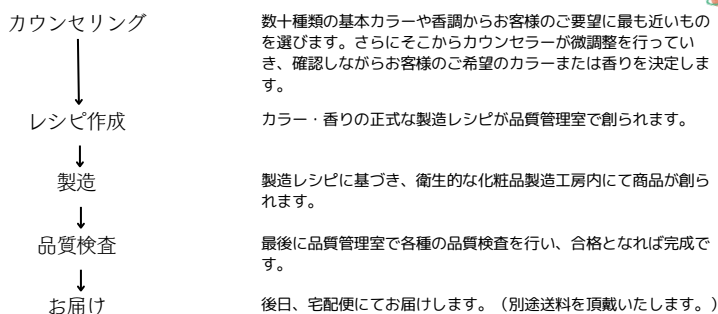 カウンセリング
数十種類の基本カラーや香調からお客様のご要望に最も近いもの
を選びます。さらにそこからカウンセラーが微調整を行ってい
き、確認しながらお客様のご希望のカラーまたは香りを決定しま
す。
レシピ作成
カラー・香りの正式な製造レシピが品質管理室で創られます。
製造
製造レシピに基づき、衛生的な化粧品製造工房内にて商品が創ら
れます。
品質検査
最後に品質管理室で各種の品質検査を行い、合格となれば完成で
す。
お届け
後日、宅配便にてお届けします。（別途送料を頂戴いたします。）